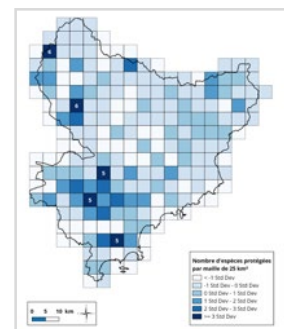 6
6
5
5
5
Nombre d'espèces protégées
par maille de 25 km²
< -1 Std Dev
-1 Std Dev - 0 Std Dev
0 Std Dev - 1 Std Dev
1 Std Dev - 2 Std Dev
2 Std Dev - 3 Std Dev
>= 3 Std Dev
0 5 10 km